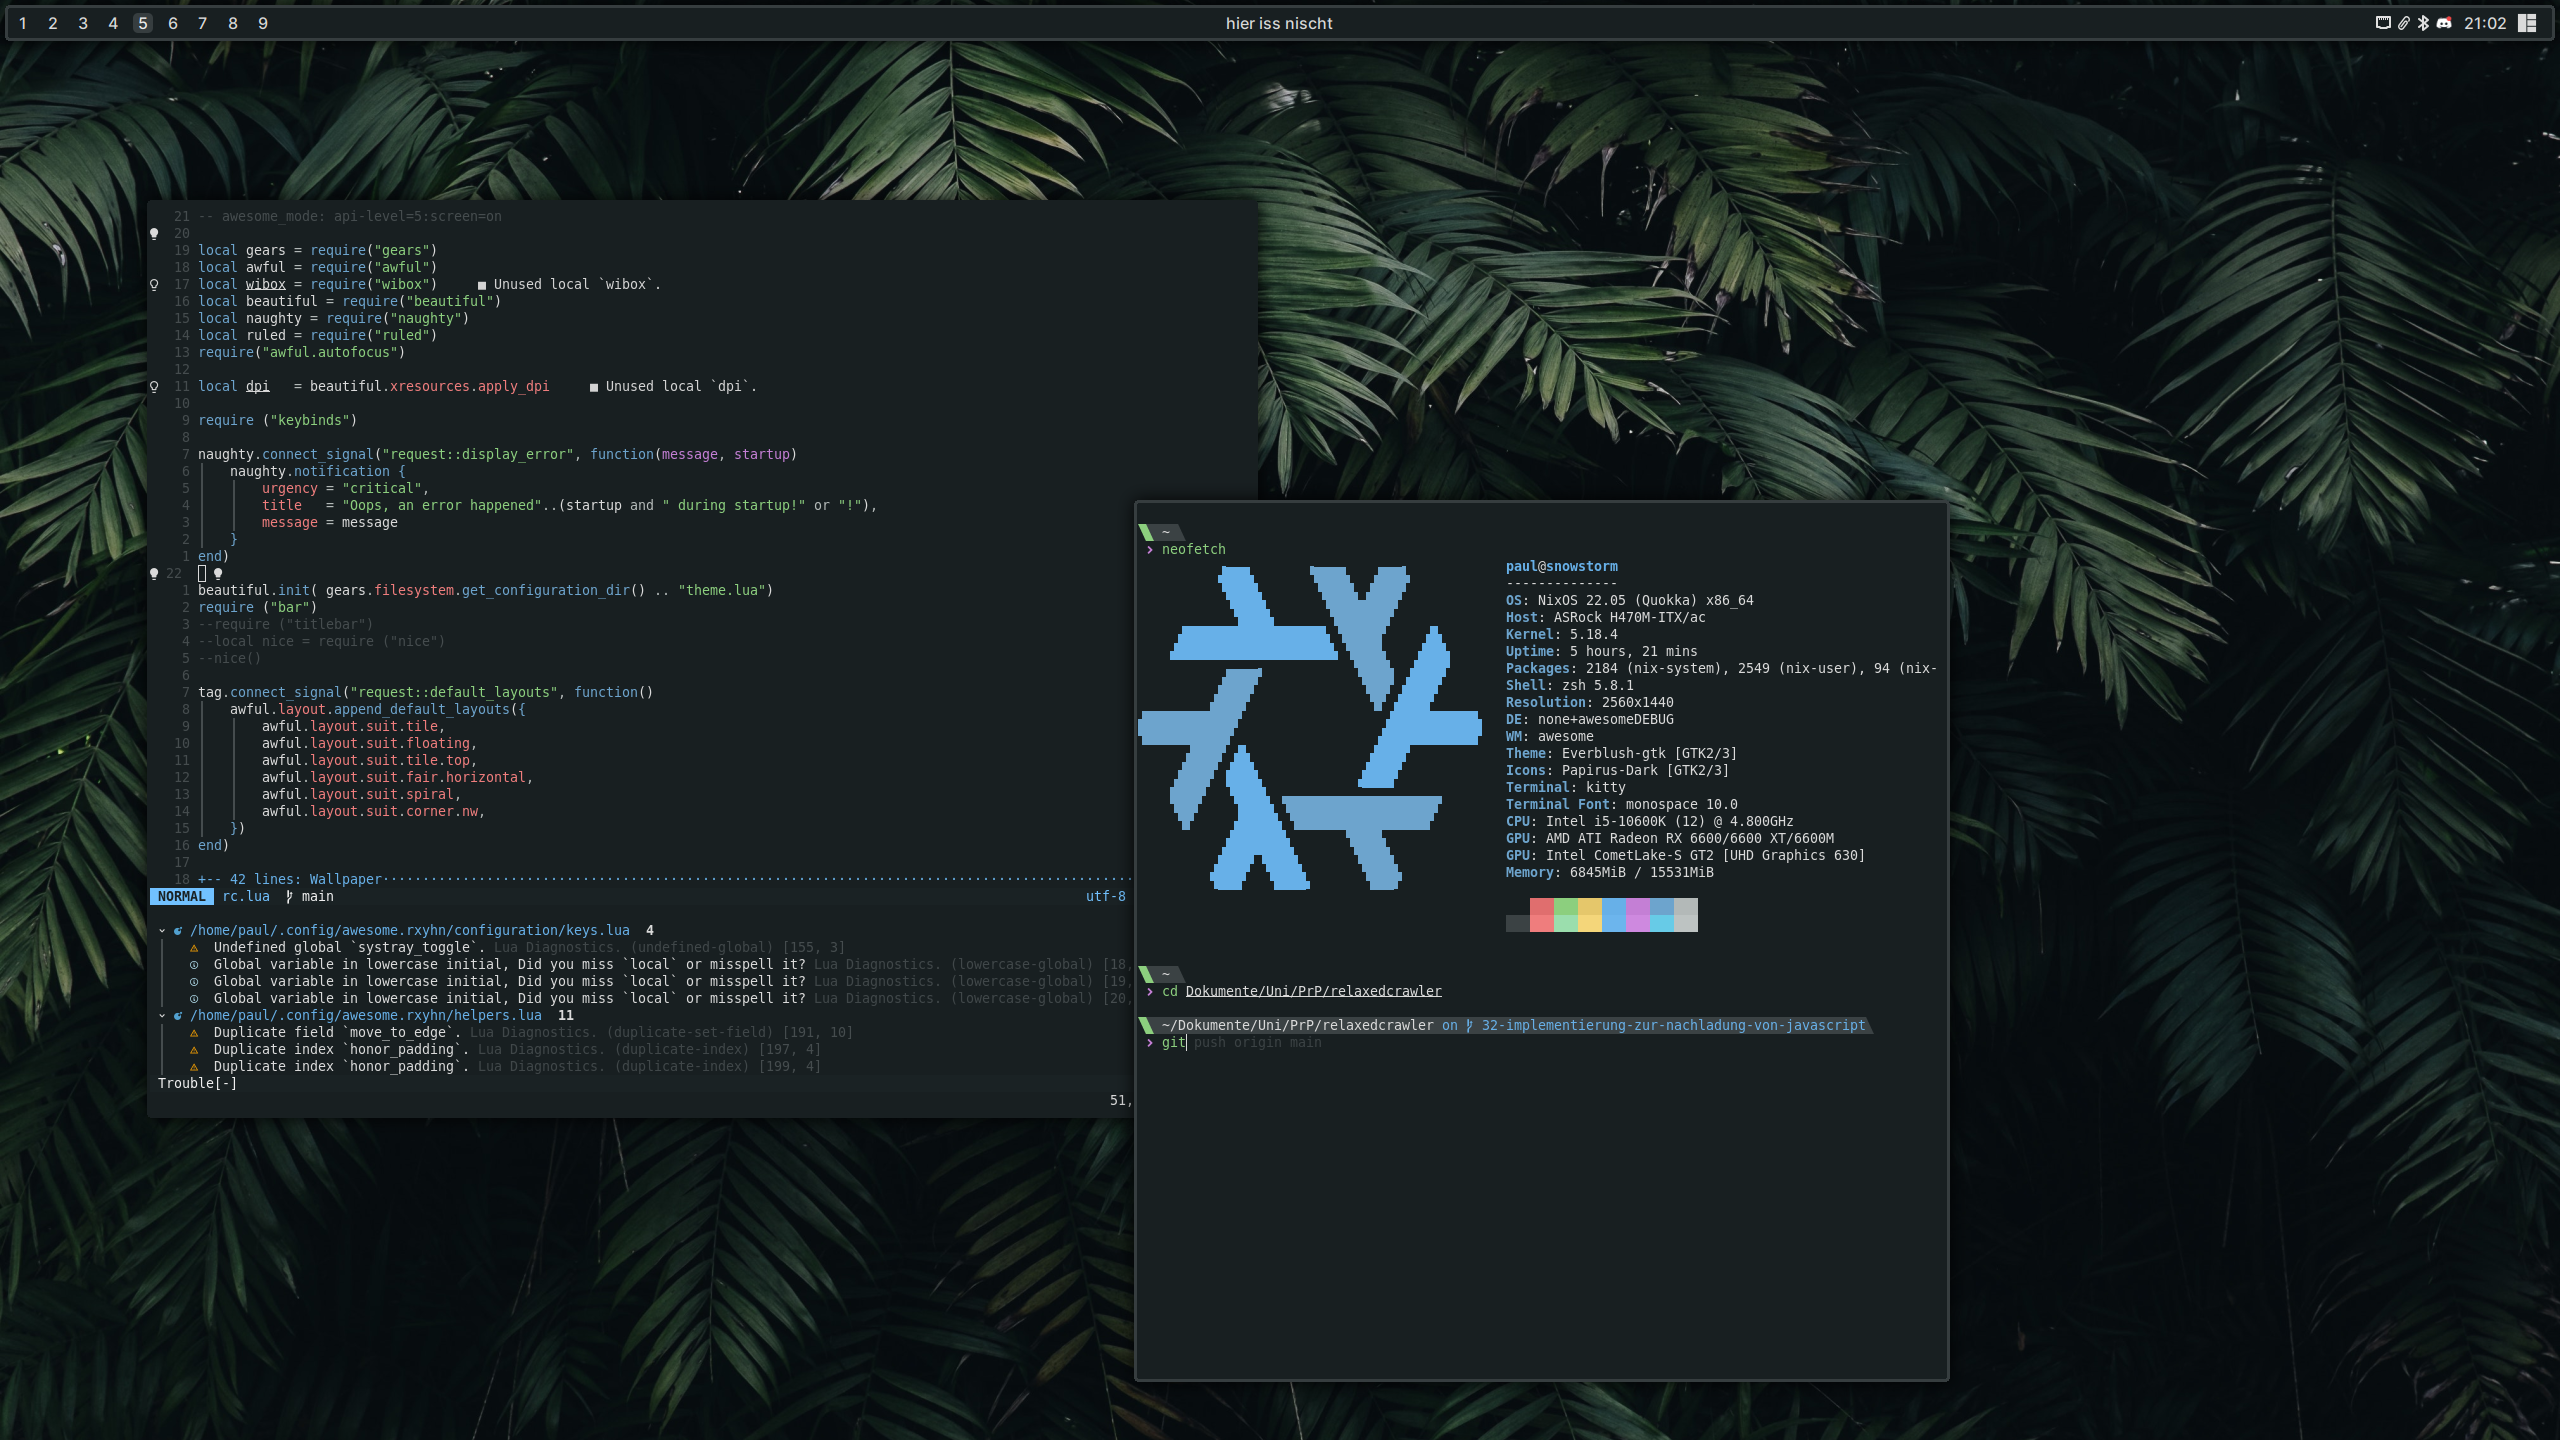 1 2 3 4 5 6 7 8 9
hier iss nischt
21:02
21 -- awesome_mode: api-level=5:screen=on
20
19 local gears = require("gears")
18 local awful = require("awful")
17 local wibox = require("wibox")     ■ Unused local `wibox`.
16 local beautiful = require("beautiful")
15 local naughty = require("naughty")
14 local ruled = require("ruled")
13 require("awful.autofocus")
12
11 local dpi   = beautiful.xresources.apply_dpi     ■ Unused local `dpi`.
10
9 require ("keybinds")
8
7 naughty.connect_signal("request::display_error", function(message, startup)
6     naughty.notification {
5         urgency = "critical",
4         title   = "Oops, an error happened"..(startup and " during startup!" or "!"),
3         message = message
2     }
1 end)
22
1 beautiful.init( gears.filesystem.get_configuration_dir() .. "theme.lua")
2 require ("bar")
3 --require ("titlebar")
4 --local nice = require ("nice")
5 --nice()
6
7 tag.connect_signal("request::default_layouts", function()
8     awful.layout.append_default_layouts({
9         awful.layout.suit.tile,
10         awful.layout.suit.floating,
11         awful.layout.suit.tile.top,
12         awful.layout.suit.fair.horizontal,
13         awful.layout.suit.spiral,
14         awful.layout.suit.corner.nw,
15     })
16 end)
17
18 +-- 42 lines: Wallpaper
NORMAL rc.lua main utf-8
/home/paul/.config/awesome.rxyhn/configuration/keys.lua 4
Undefined global `systray_toggle`. Lua Diagnostics. (undefined-global) [155, 3]
Global variable in lowercase initial, Did you miss `local` or misspell it? Lua Diagnostics. (lowercase-global) [18,
Global variable in lowercase initial, Did you miss `local` or misspell it? Lua Diagnostics. (lowercase-global) [19,
Global variable in lowercase initial, Did you miss `local` or misspell it? Lua Diagnostics. (lowercase-global) [20,
/home/paul/.config/awesome.rxyhn/helpers.lua 11
Duplicate field `move_to_edge`. Lua Diagnostics. (duplicate-set-field) [191, 10]
Duplicate index `honor_padding`. Lua Diagnostics. (duplicate-index) [197, 4]
Duplicate index `honor_padding`. Lua Diagnostics. (duplicate-index) [199, 4]
Trouble[-]
51,
~
❯ neofetch
paul@snowstorm
--------------
OS: NixOS 22.05 (Quokka) x86_64
Host: ASRock H470M-ITX/ac
Kernel: 5.18.4
Uptime: 5 hours, 21 mins
Packages: 2184 (nix-system), 2549 (nix-user), 94 (nix-
Shell: zsh 5.8.1
Resolution: 2560x1440
DE: none+awesomeDEBUG
WM: awesome
Theme: Everblush-gtk [GTK2/3]
Icons: Papirus-Dark [GTK2/3]
Terminal: kitty
Terminal Font: monospace 10.0
CPU: Intel i5-10600K (12) @ 4.800GHz
GPU: AMD ATI Radeon RX 6600/6600 XT/6600M
GPU: Intel CometLake-S GT2 [UHD Graphics 630]
Memory: 6845MiB / 15531MiB
~
❯ cd Dokumente/Uni/PrP/relaxedcrawler
~/Dokumente/Uni/PrP/relaxedcrawler on 32-implementierung-zur-nachladung-von-javascript
❯ git push origin main